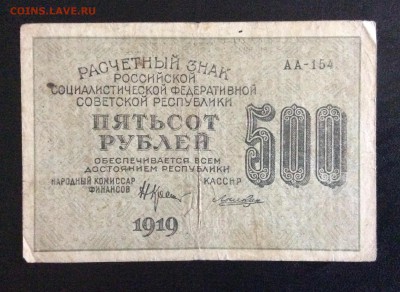 COINS.LAVE.RU
РАСЧЕТНЫЙ ЗНАК
РОССИЙСКОЙ
СОЦИАЛИСТИЧЕСКОЙ ФЕДЕРАТИВНОЙ
СОВЕТСКОЙ РЕСПУБЛИКИ
АА-154
ПЯТЬСОТ
РУБЛЕЙ
500
ОБЕСПЕЧИВАЕТСЯ ВСЕМ
ДОСТОЯНИЕМ РЕСПУБЛИКИ
НАРОДНЫЙ КОМИССАР
ФИНАНСОВ
КАССИР
1919